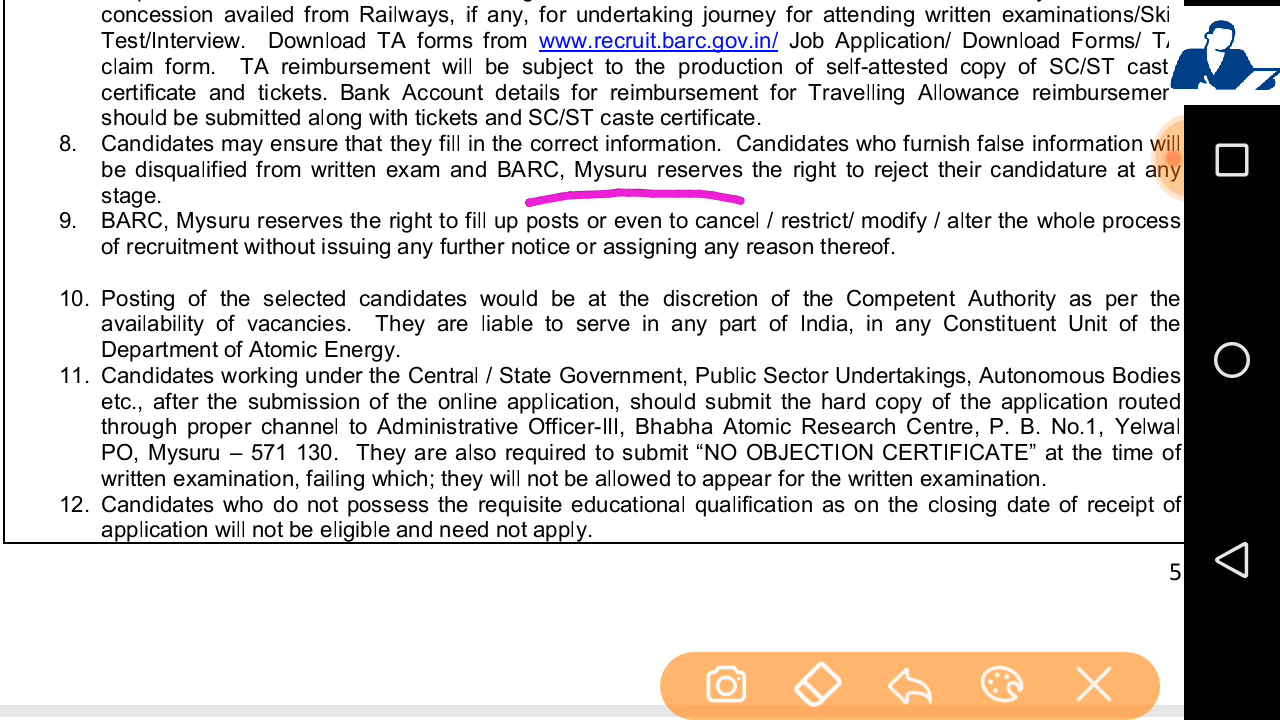 concession availed from Railways, if any, for undertaking journey for attending written examinations/Ski
Test/Interview. Download TA forms from www.recruit.barc.gov.in/ Job Application/ Download Forms/ TA
claim form. TA reimbursement will be subject to the production of self-attested copy of SC/ST cast
certificate and tickets. Bank Account details for reimbursement for Travelling Allowance reimbursemen
should be submitted along with tickets and SC/ST caste certificate.
8. Candidates may ensure that they fill in the correct information. Candidates who furnish false information will
be disqualified from written exam and BARC, Mysuru reserves the right to reject their candidature at any
stage.
9. BARC, Mysuru reserves the right to fill up posts or even to cancel / restrict/ modify / alter the whole process
of recruitment without issuing any further notice or assigning any reason thereof.
10. Posting of the selected candidates would be at the discretion of the Competent Authority as per the
availability of vacancies. They are liable to serve in any part of India, in any Constituent Unit of the
Department of Atomic Energy.
11. Candidates working under the Central / State Government, Public Sector Undertakings, Autonomous Bodies
etc., after the submission of the online application, should submit the hard copy of the application routed
through proper channel to Administrative Officer-III, Bhabha Atomic Research Centre, P. B. No.1, Yelwal
PO, Mysuru – 571 130. They are also required to submit “NO OBJECTION CERTIFICATE” at the time of
written examination, failing which; they will not be allowed to appear for the written examination.
12. Candidates who do not possess the requisite educational qualification as on the closing date of receipt of
application will not be eligible and need not apply.
5